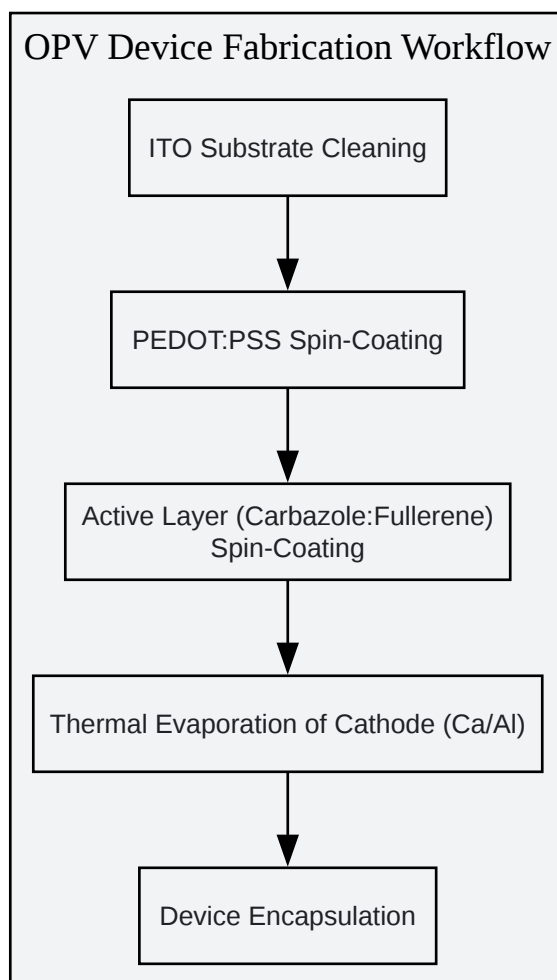 OPV Device Fabrication Workflow
ITO Substrate Cleaning
PEDOT:PSS Spin-Coating
Active Layer (Carbazole:Fullerene)
Spin-Coating
Thermal Evaporation of Cathode (Ca/Al)
Device Encapsulation